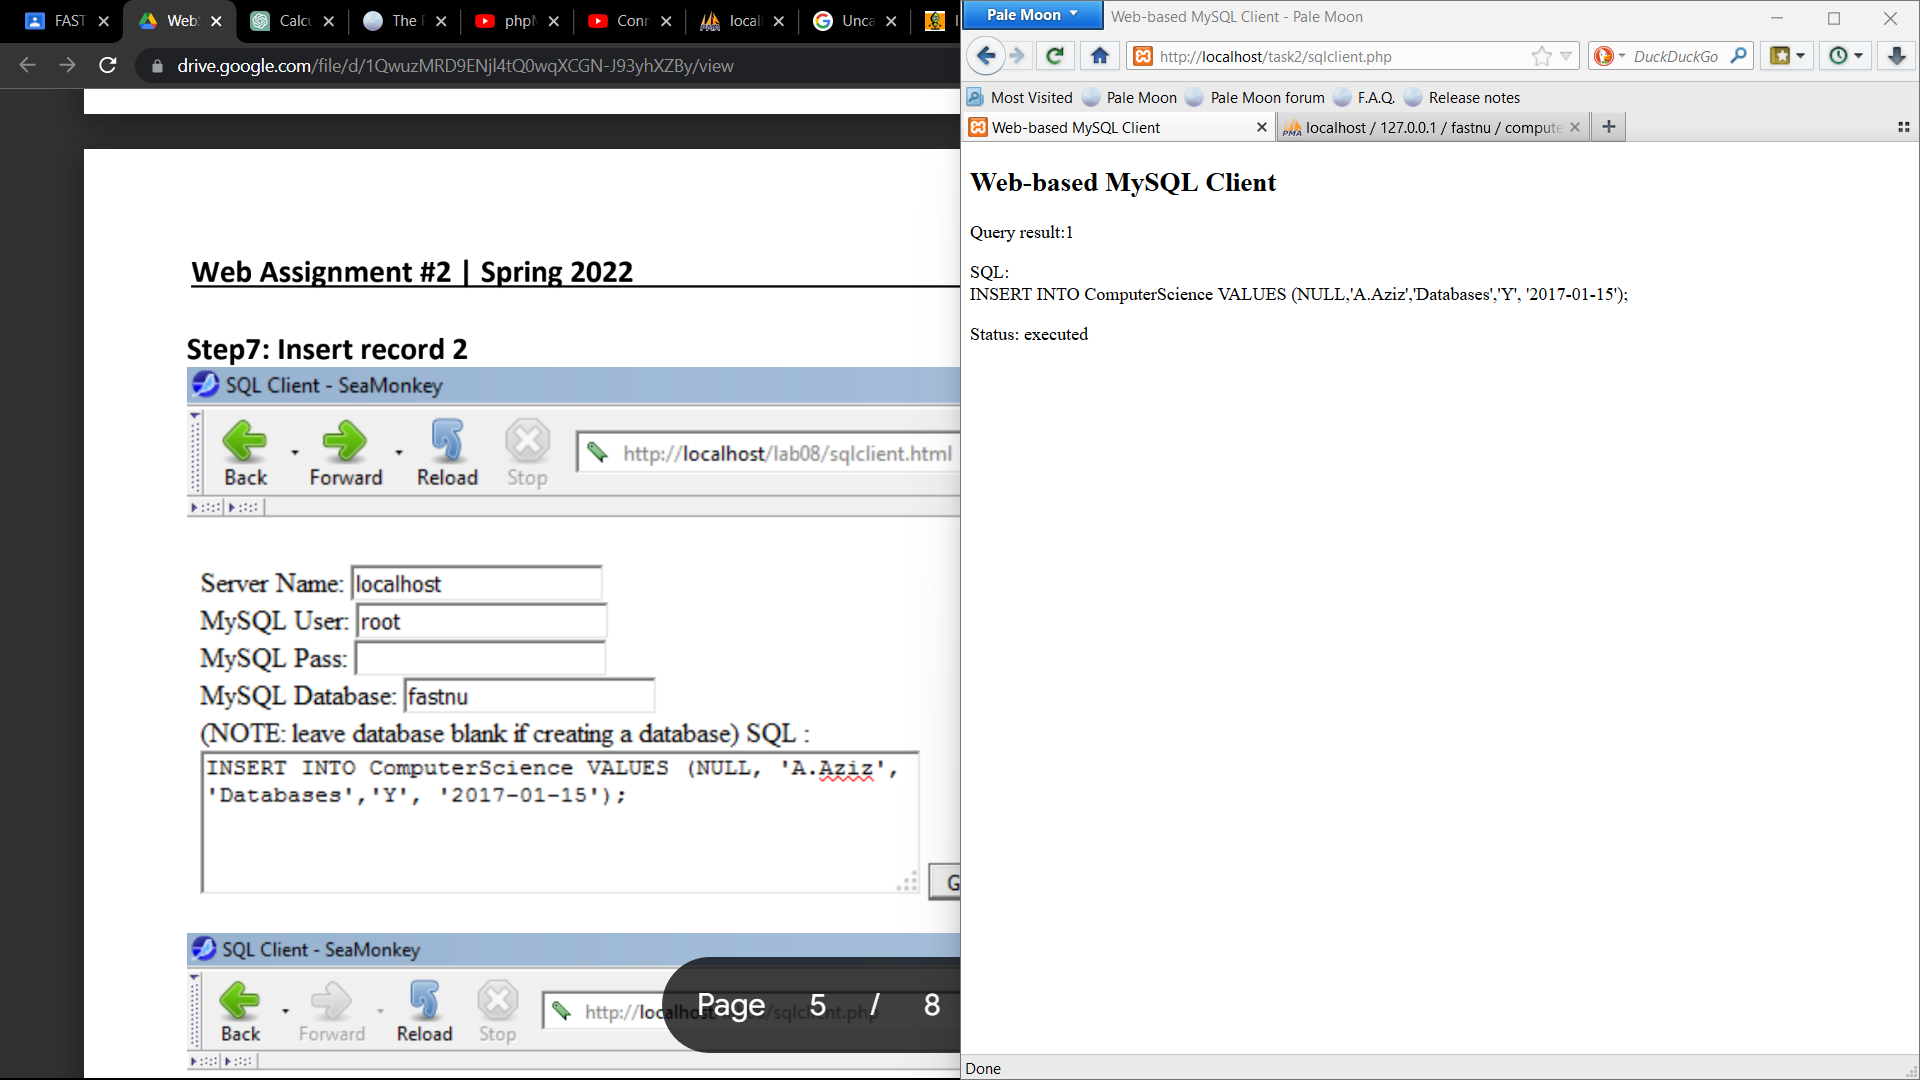 FAST
Web
Calcu
The F
phpM
Conn
locall
Unca
drive.google.com/file/d/1QwuzMRD9ENjl4tQ0wqXCGN-J93yhXZBy/view
Web Assignment #2 | Spring 2022
Step7: Insert record 2
SQL Client - SeaMonkey
Back
Forward
Reload
Stop
http://localhost/lab08/sqlclient.html
Server Name: localhost
MySQL User: root
MySQL Pass:
MySQL Database: fastnu
(NOTE: leave database blank if creating a database) SQL :
INSERT INTO ComputerScience VALUES (NULL, 'A.Aziz',
'Databases','Y', '2017-01-15');
G
SQL Client - SeaMonkey
Back
Forward
Reload
Stop
http://localhost
/sqlclient.php
Page 5 / 8
Pale Moon
Web-based MySQL Client - Pale Moon
http://localhost/task2/sqlclient.php
DuckDuckGo
Most Visited
Pale Moon
Pale Moon forum
F.A.Q.
Release notes
Web-based MySQL Client
PMA
localhost / 127.0.0.1 / fastnu / compute
Web-based MySQL Client
Query result:1
SQL:
INSERT INTO ComputerScience VALUES (NULL,'A.Aziz','Databases','Y', '2017-01-15');
Status: executed
Done